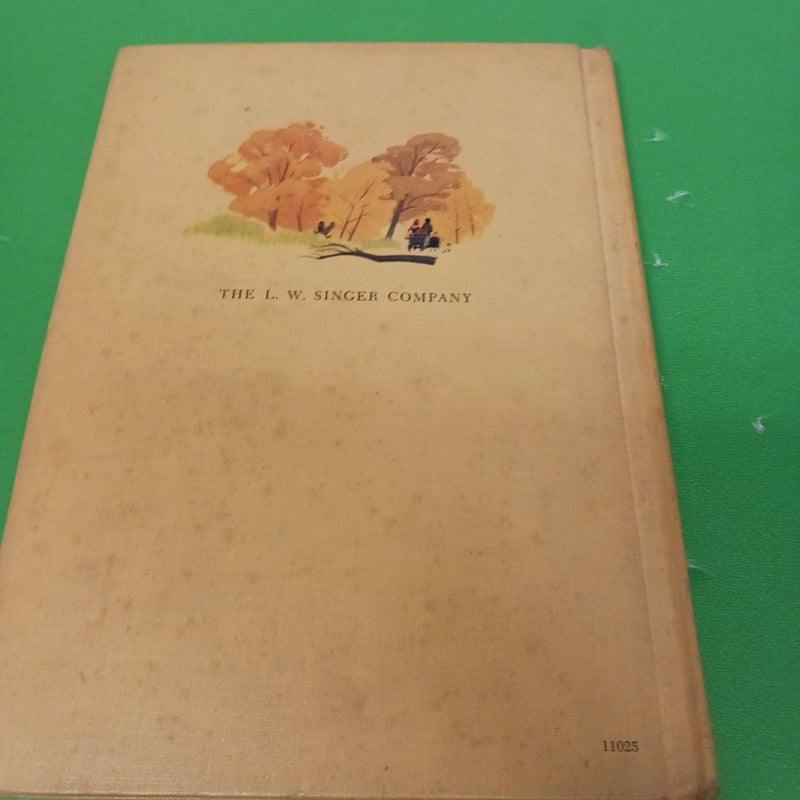 THE L. W. SINGER COMPANY
11025